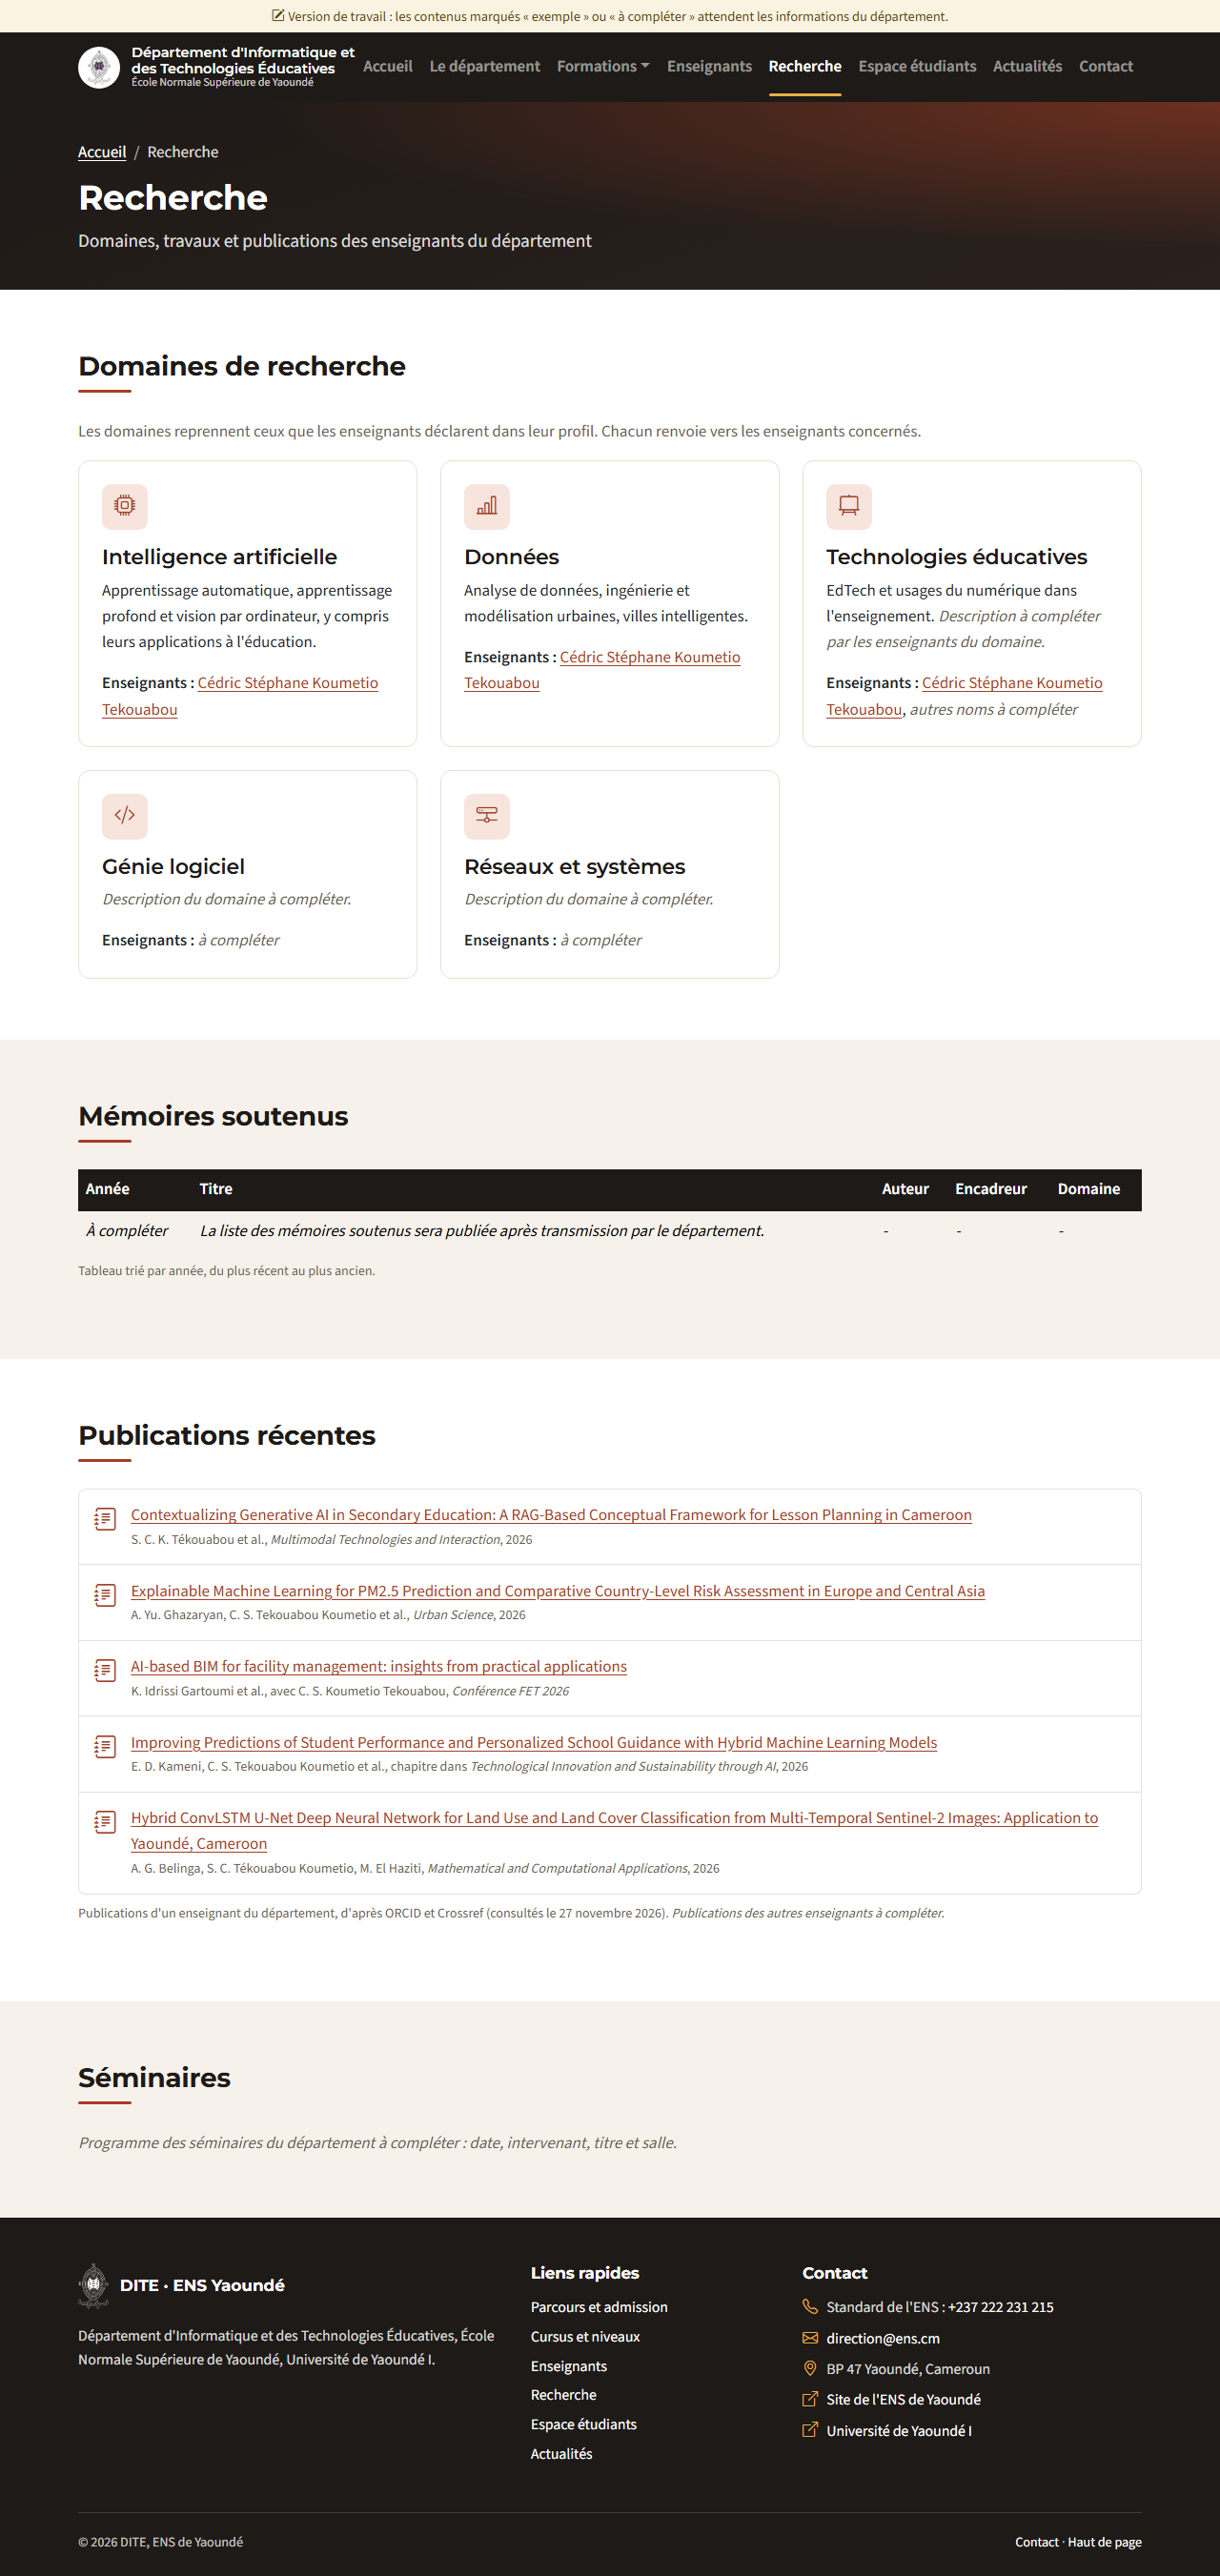 Version de travail : les contenus marqués « exemple » ou « à compléter » attendent les informations du département.
Département d'Informatique et
des Technologies Éducatives
École Normale Supérieure de Yaoundé
Accueil Le département Formations Enseignants Recherche Espace étudiants Actualités Contact
Accueil / Recherche
Recherche
Domaines, travaux et publications des enseignants du département
Domaines de recherche
Les domaines reprennent ceux que les enseignants déclarent dans leur profil. Chacun renvoie vers les enseignants concernés.
Intelligence artificielle
Apprentissage automatique, apprentissage
profond et vision par ordinateur, y compris
leurs applications à l'éducation.
Enseignants : Cédric Stéphane Koumetio
Tekouabou
Données
Analyse de données, ingénierie et
modélisation urbaines, villes intelligentes.
Enseignants : Cédric Stéphane Koumetio
Tekouabou
Technologies éducatives
EdTech et usages du numérique dans
l'enseignement. Description à compléter
par les enseignants du domaine.
Enseignants : Cédric Stéphane Koumetio
Tekouabou, autres noms à compléter
Génie logiciel
Description du domaine à compléter.
Enseignants : à compléter
Réseaux et systèmes
Description du domaine à compléter.
Enseignants : à compléter
Mémoires soutenus
Année Titre Auteur Encadreur Domaine
À compléter La liste des mémoires soutenus sera publiée après transmission par le département. - - -
Tableau trié par année, du plus récent au plus ancien.
Publications récentes
Contextualizing Generative AI in Secondary Education: A RAG-Based Conceptual Framework for Lesson Planning in Cameroon
S. C. K. Tékouabou et al., Multimodal Technologies and Interaction, 2026
Explainable Machine Learning for PM2.5 Prediction and Comparative Country-Level Risk Assessment in Europe and Central Asia
A. Yu. Ghazaryan, C. S. Tekouabou Koumetio et al., Urban Science, 2026
AI-based BIM for facility management: insights from practical applications
K. Idrissi Gartoumi et al., avec C. S. Koumetio Tekouabou, Conférence FET 2026
Improving Predictions of Student Performance and Personalized School Guidance with Hybrid Machine Learning Models
E. D. Kameni, C. S. Tekouabou Koumetio et al., chapitre dans Technological Innovation and Sustainability through AI, 2026
Hybrid ConvLSTM U-Net Deep Neural Network for Land Use and Land Cover Classification from Multi-Temporal Sentinel-2 Images: Application to
Yaoundé, Cameroon
A. G. Belinga, S. C. Tékouabou Koumetio, M. El Haziti, Mathematical and Computational Applications, 2026
Publications d'un enseignant du département, d'après ORCID et Crossref (consultés le 27 novembre 2026). Publications des autres enseignants à compléter.
Séminaires
Programme des séminaires du département à compléter : date, intervenant, titre et salle.
DITE · ENS Yaoundé
Département d'Informatique et des Technologies Éducatives, École
Normale Supérieure de Yaoundé, Université de Yaoundé I.
Liens rapides
Parcours et admission
Cursus et niveaux
Enseignants
Recherche
Espace étudiants
Actualités
Contact
Standard de l'ENS : +237 222 231 215
direction@ens.cm
BP 47 Yaoundé, Cameroun
Site de l'ENS de Yaoundé
Université de Yaoundé I
© 2026 DITE, ENS de Yaoundé
Contact · Haut de page